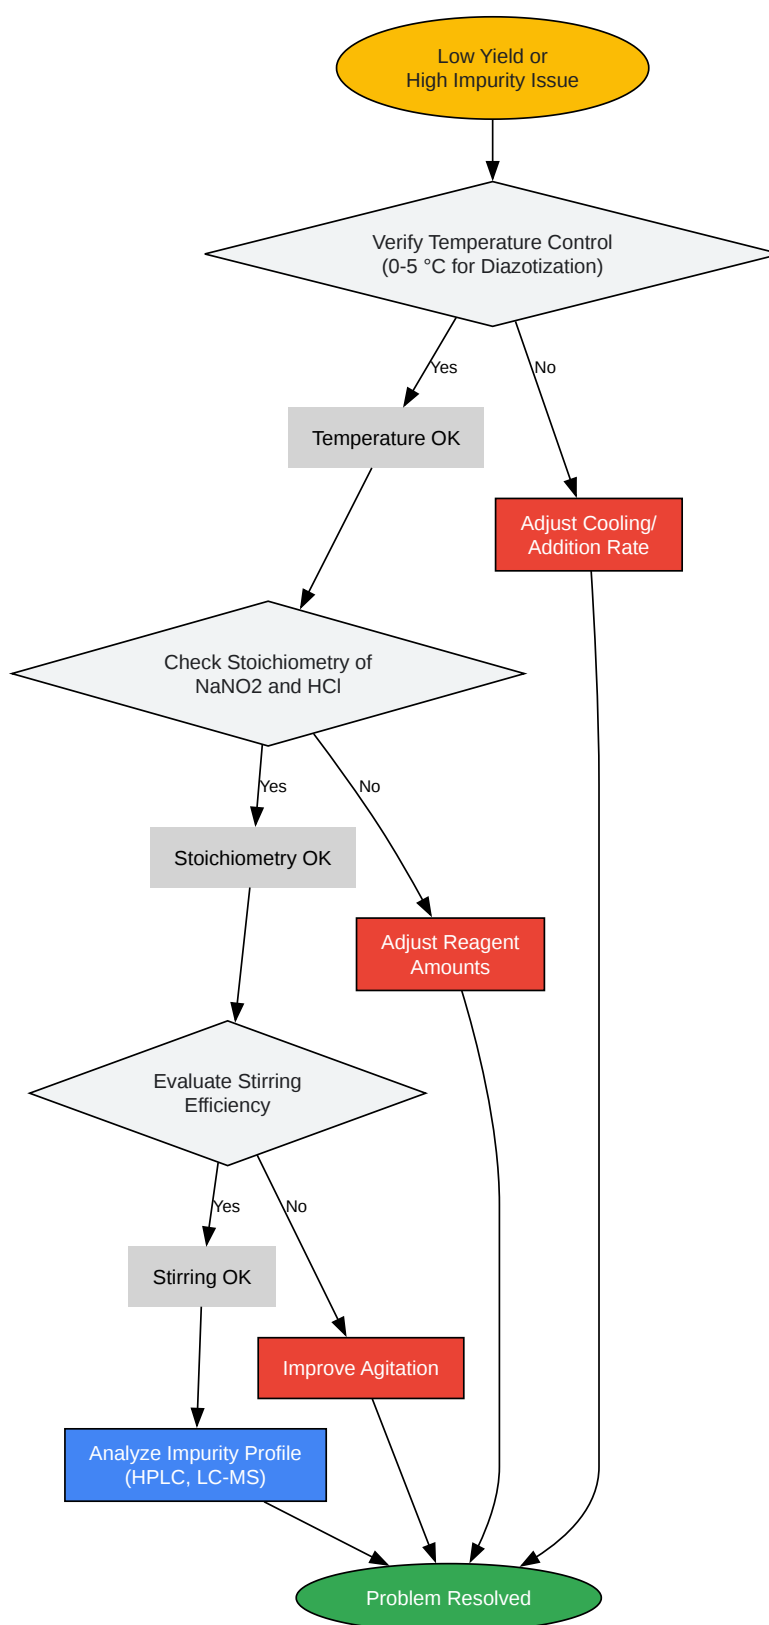 Low Yield or
High Impurity Issue
Verify Temperature Control
(0-5 °C for Diazotization)
Yes
No
Temperature OK
Adjust Cooling/
Addition Rate
Check Stoichiometry of
NaNO2 and HCl
Yes
No
Stoichiometry OK
Adjust Reagent
Amounts
Evaluate Stirring
Efficiency
Yes
No
Stirring OK
Improve Agitation
Analyze Impurity Profile
(HPLC, LC-MS)
Problem Resolved